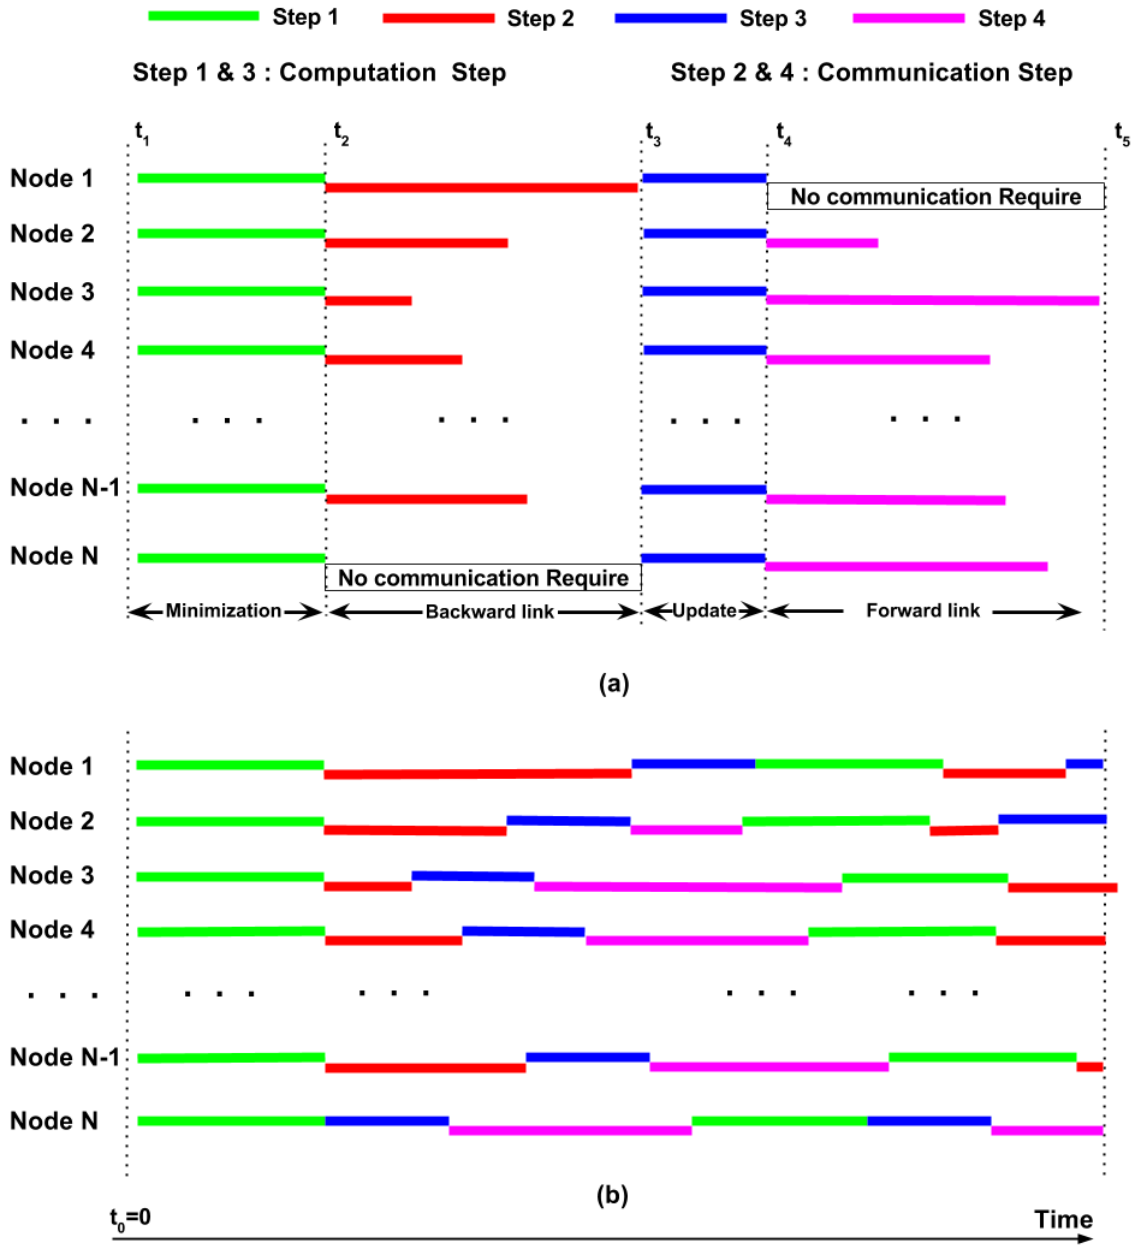 Step 1 Step 2 Step 3 Step 4
Step 1 & 3 : Computation Step Step 2 & 4 : Communication Step
t1 t2 t3 t4 t5
Node 1
No communication Require
Node 2
Node 3
Node 4
. . . . . . . . . . . . . . .
Node N-1
Node N
No communication Require
Minimization Backward link Update Forward link
(a)
Node 1
Node 2
Node 3
Node 4
. . . . . . . . . . . . . . .
Node N-1
Node N
(b)
t0=0 Time